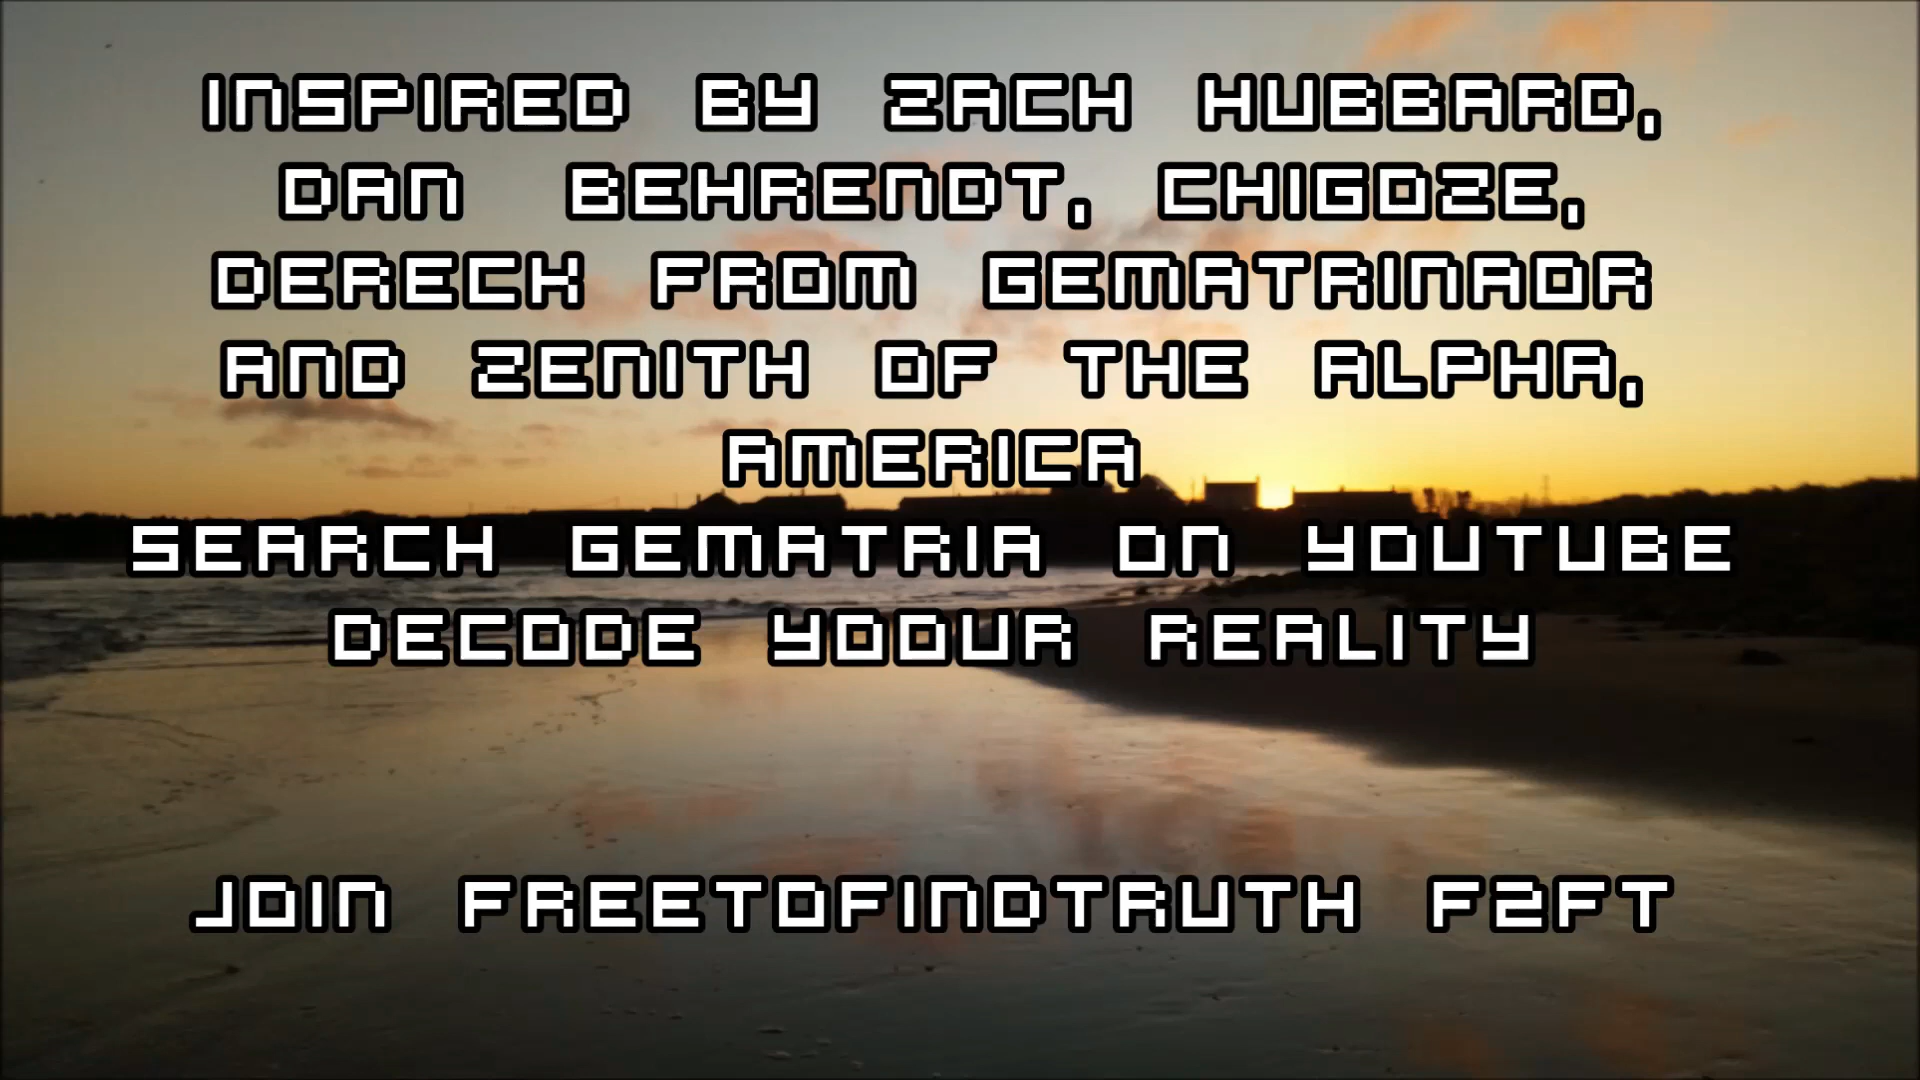 INSPIRED BY ZACH HUBBARD,
DAN BEHRENDT, CHIGOZE,
DERECK FROM GEMATRINAOR
AND ZENITH OF THE ALPHA,
AMERICA
SEARCH GEMATRIA ON YOUTUBE
DECODE YOOUR REALITY
JOIN FREETOFINDTRUTH F2FT